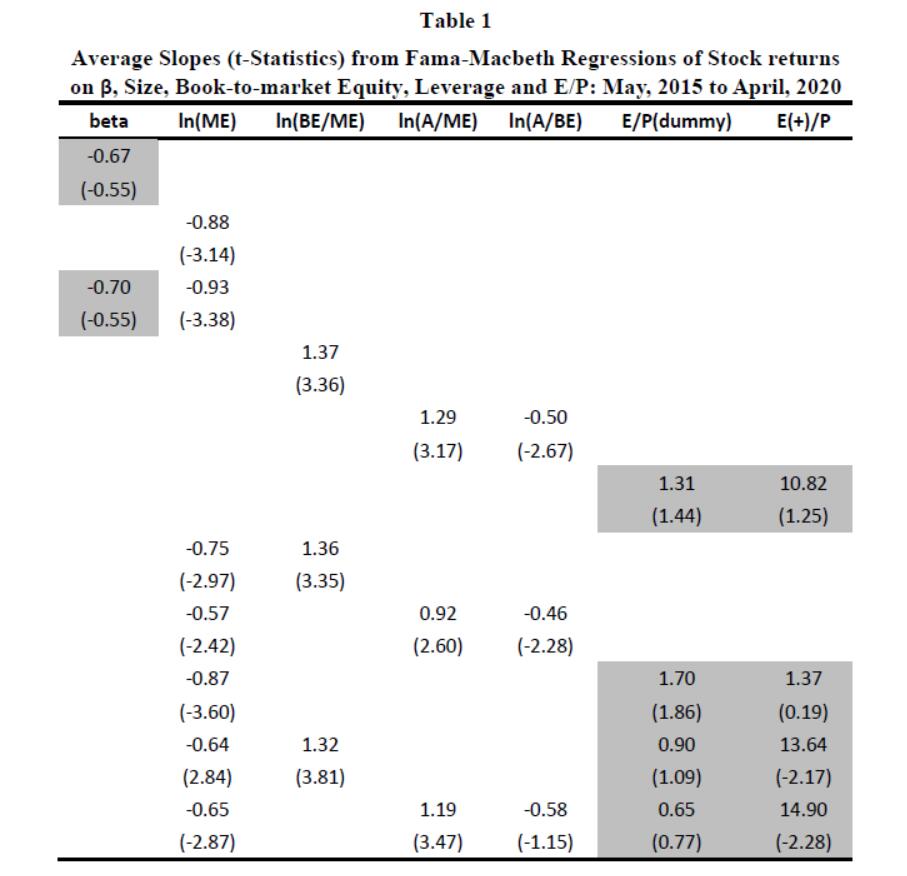 Table 1
Average Slopes (t-Statistics) from Fama-Macbeth Regressions of Stock returns
on β, Size, Book-to-market Equity, Leverage and E/P: May, 2015 to April, 2020
beta ln(ME) ln(BE/ME) ln(A/ME) ln(A/BE) E/P(dummy) E(+)/P
-0.67
(-0.55)
-0.88
(-3.14)
-0.70 -0.93
(-0.55) (-3.38)
1.37
(3.36)
1.29 -0.50
(3.17) (-2.67)
1.31 10.82
(1.44) (1.25)
-0.75 1.36
(-2.97) (3.35)
-0.57 0.92 -0.46
(-2.42) (2.60) (-2.28)
-0.87 1.70 1.37
(-3.60) (1.86) (0.19)
-0.64 1.32 0.90 13.64
(2.84) (3.81) (1.09) (-2.17)
-0.65 1.19 -0.58 0.65 14.90
(-2.87) (3.47) (-1.15) (0.77) (-2.28)